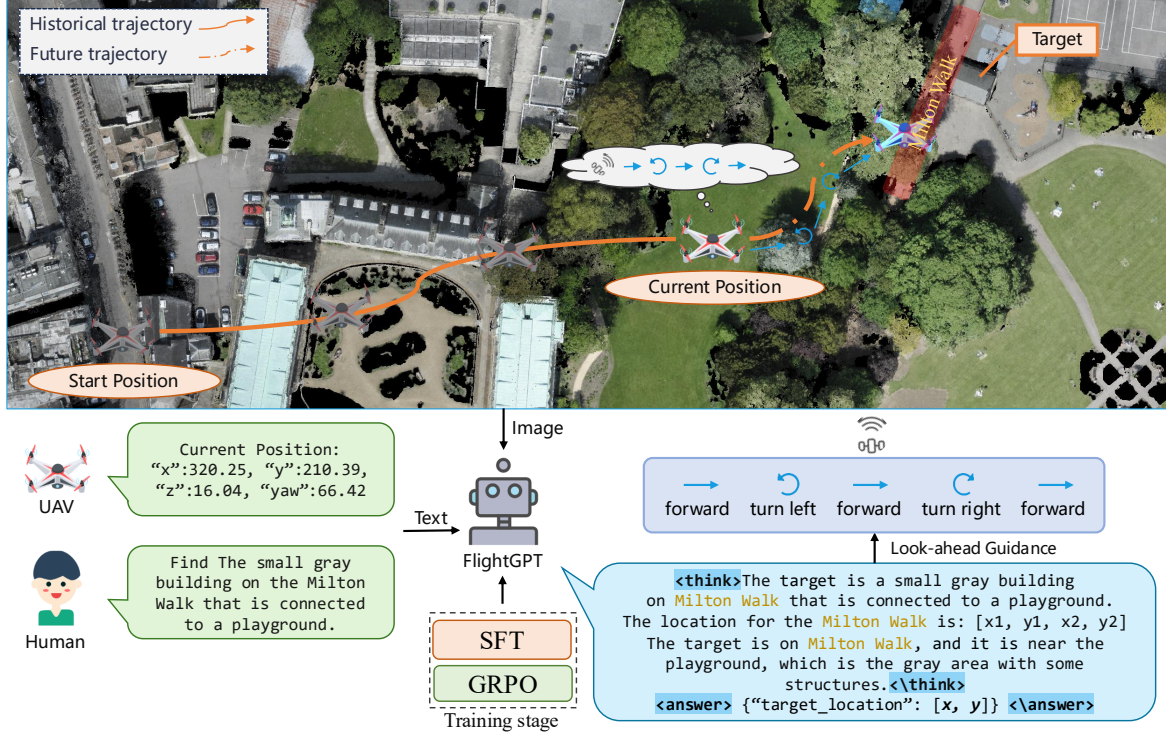 Historical trajectory
Future trajectory
Target
Milton Walk
Current Position
Start Position
Image
UAV
Current Position:
“x”:320.25, “y”:210.39,
“z”:16.04, “yaw”:66.42
Text
FlightGPT
Human
Find The small gray
building on the Milton
Walk that is connected
to a playground.
SFT
GRPO
Training stage
forward turn left forward turn right forward
Look-ahead Guidance
<think>The target is a small gray building
on Milton Walk that is connected to a playground.
The location for the Milton Walk is: [x1, y1, x2, y2]
The target is on Milton Walk, and it is near the
playground, which is the gray area with some
structures.<\think>
<answer> {“target_location”: [x, y]} <\answer>